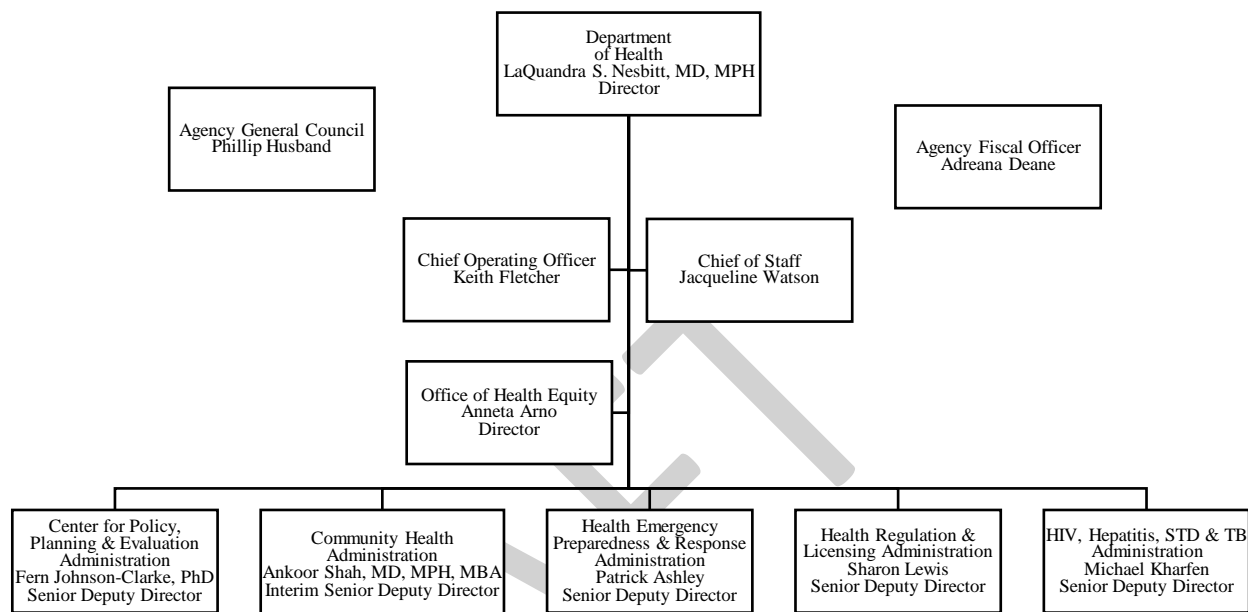 Department
of Health
LaQuandra S. Nesbitt, MD, MPH
Director
Agency General Council
Phillip Husband
Agency Fiscal Officer
Adreana Deane
Chief Operating Officer
Keith Fletcher
Chief of Staff
Jacqueline Watson
Office of Health Equity
Anneta Arno
Director
Center for Policy,
Planning & Evaluation
Administration
Fern Johnson-Clarke, PhD
Senior Deputy Director
Community Health
Administration
Ankoor Shah, MD, MPH, MBA
Interim Senior Deputy Director
Health Emergency
Preparedness & Response
Administration
Patrick Ashley
Senior Deputy Director
Health Regulation &
Licensing Administration
Sharon Lewis
Senior Deputy Director
HIV, Hepatitis, STD & TB
Administration
Michael Kharfen
Senior Deputy Director